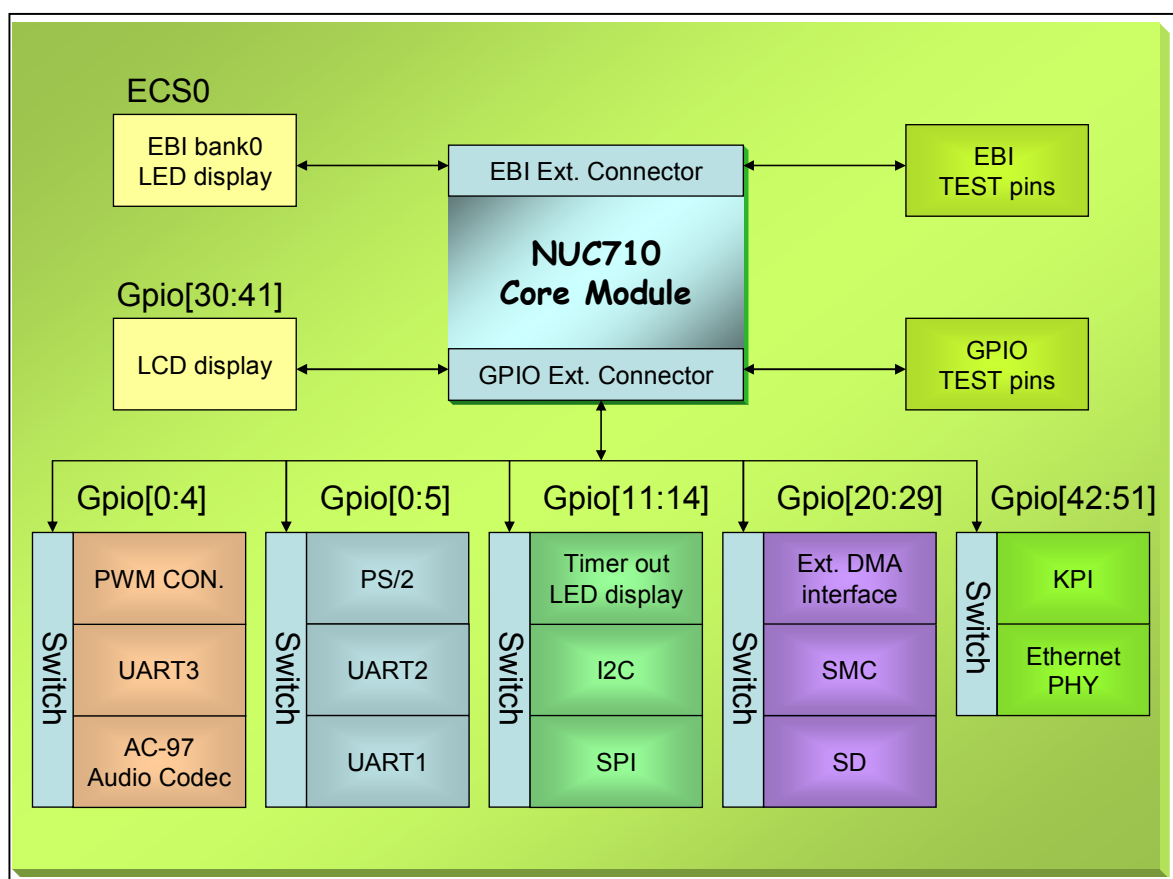 ECS0
EBI bank0
LED display
EBI Ext. Connector
EBI
TEST pins
NUC710
Core Module
Gpio[30:41]
LCD display
GPIO Ext. Connector
GPIO
TEST pins
Gpio[0:4]
Switch
PWM CON.
UART3
AC-97
Audio Codec
Gpio[0:5]
Switch
PS/2
UART2
UART1
Gpio[11:14]
Switch
Timer out
LED display
I2C
SPI
Gpio[20:29]
Switch
Ext. DMA
interface
SMC
SD
Gpio[42:51]
Switch
KPI
Ethernet
PHY